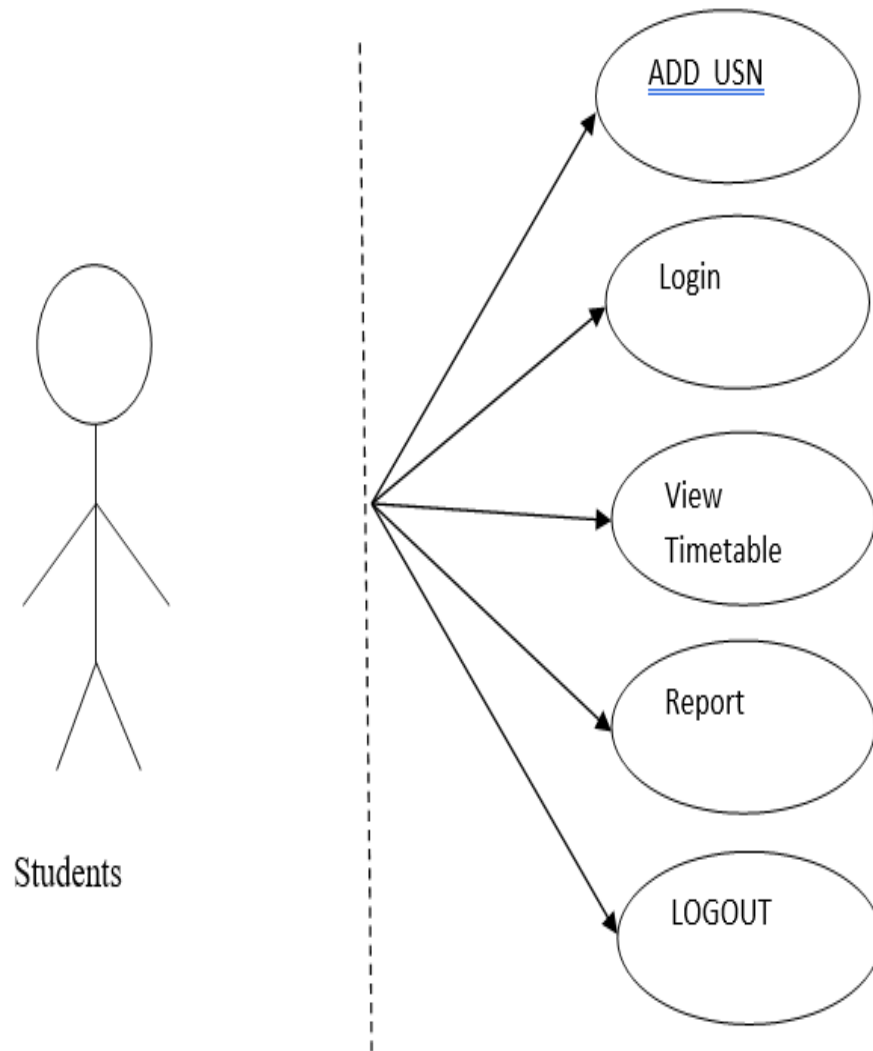 ADD USN
Login
View
Timetable
Report
LOGOUT
Students